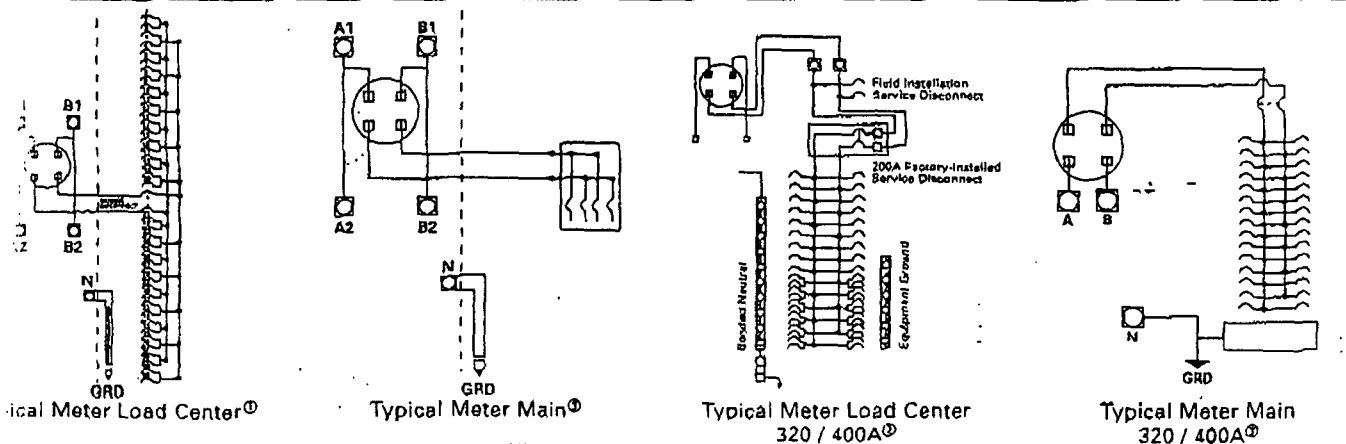 A1
B1
B1
A2
B2
B2
N
N
GRD
GRD
ical Meter Load Center①
Typical Meter Main③
Field Installation
Service Disconnect
200A Factory-Installed
Service Disconnect
Bonded Neutral
Equipment Ground
Typical Meter Load Center
320 / 400A③
A
B
N
GRD
Typical Meter Main
320 / 400A③